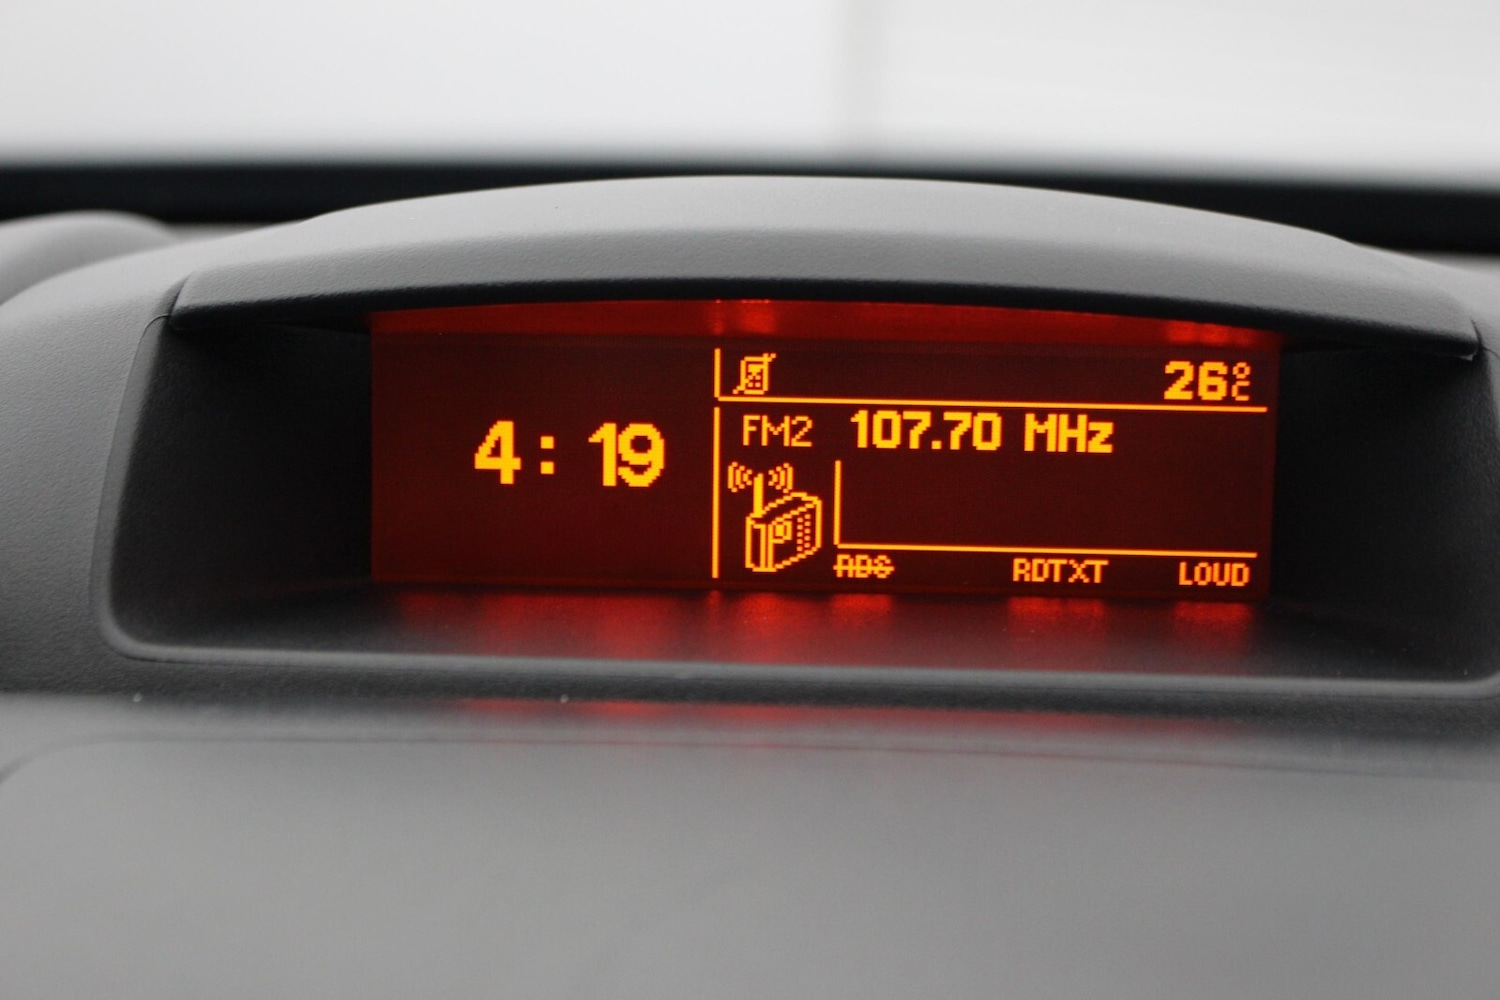 4:19
26°C
FM2 107.70 MHz
RDS RDTXT LOUD